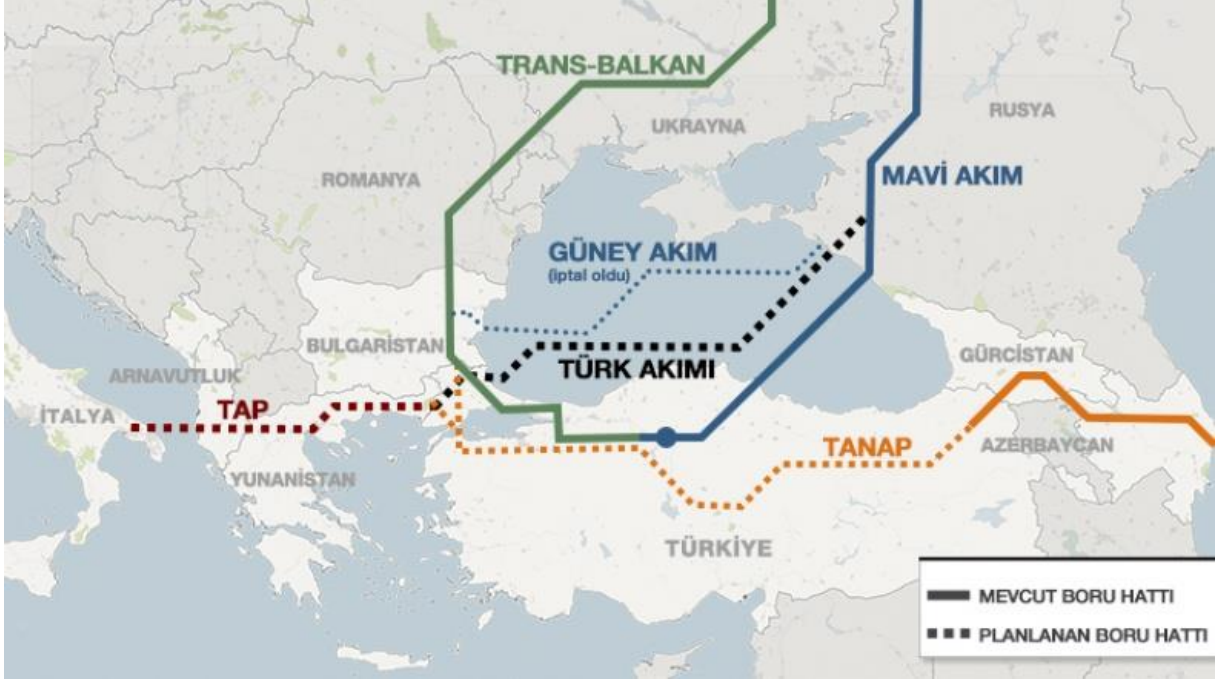 TRANS-BALKAN
UKRAYNA
RUSYA
ROMANYA
MAVİ AKIM
GÜNEY AKIM
(iptal oldu)
BULGARİSTAN
TÜRK AKIMI
GÜRCİSTAN
ARNAVUTLUK
İTALYA
TAP
TANAP
AZERBAYCAN
YUNANİSTAN
TÜRKİYE
MEVCUT BORU HATTI
PLANLANAN BORU HATTI